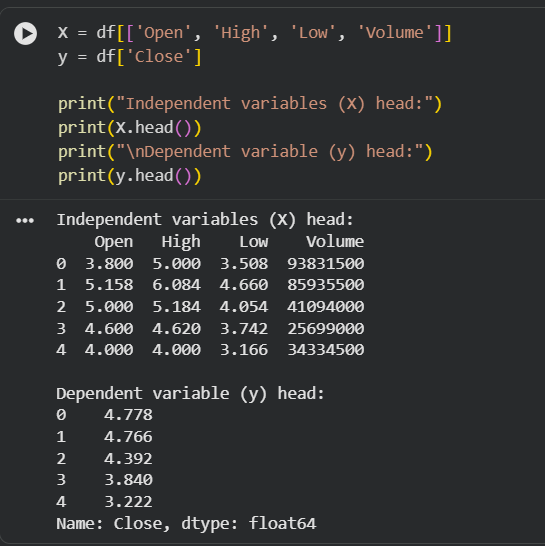 X = df[['Open', 'High', 'Low', 'Volume']]
y = df['Close']

print("Independent variables (X) head:")
print(X.head())
print("\nDependent variable (y) head:")
print(y.head())

Independent variables (X) head:
    Open   High    Low    Volume
0  3.800  5.000  3.508  93831500
1  5.158  6.084  4.660  85935500
2  5.000  5.184  4.054  41094000
3  4.600  4.620  3.742  25699000
4  4.000  4.000  3.166  34334500

Dependent variable (y) head:
0    4.778
1    4.766
2    4.392
3    3.840
4    3.222
Name: Close, dtype: float64